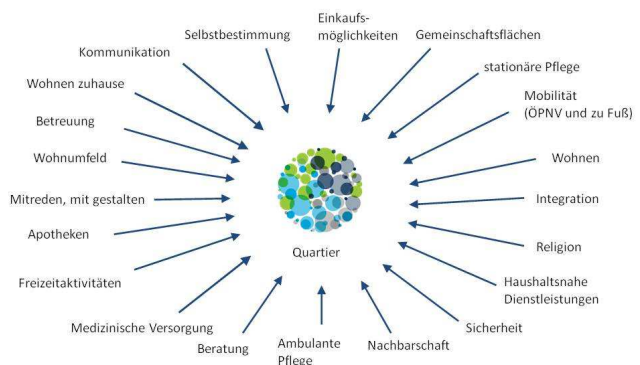 Einkaufs-
möglichkeiten
Selbstbestimmung
Gemeinschaftsflächen
Kommunikation
stationäre Pflege
Wohnen zuhause
Mobilität
(ÖPNV und zu Fuß)
Betreuung
Wohnumfeld
Wohnen
Mitreden, mit gestalten
Integration
Apotheken
Religion
Quartier
Freizeitaktivitäten
Haushaltsnahe
Dienstleistungen
Medizinische Versorgung
Sicherheit
Beratung
Ambulante
Pflege
Nachbarschaft